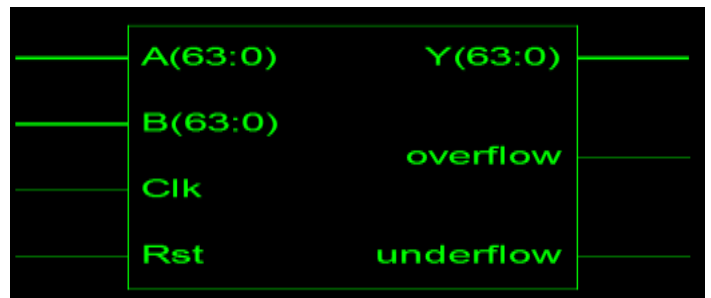 A(63:0)
Y(63:0)
B(63:0)
overflow
Clk
Rst
underflow